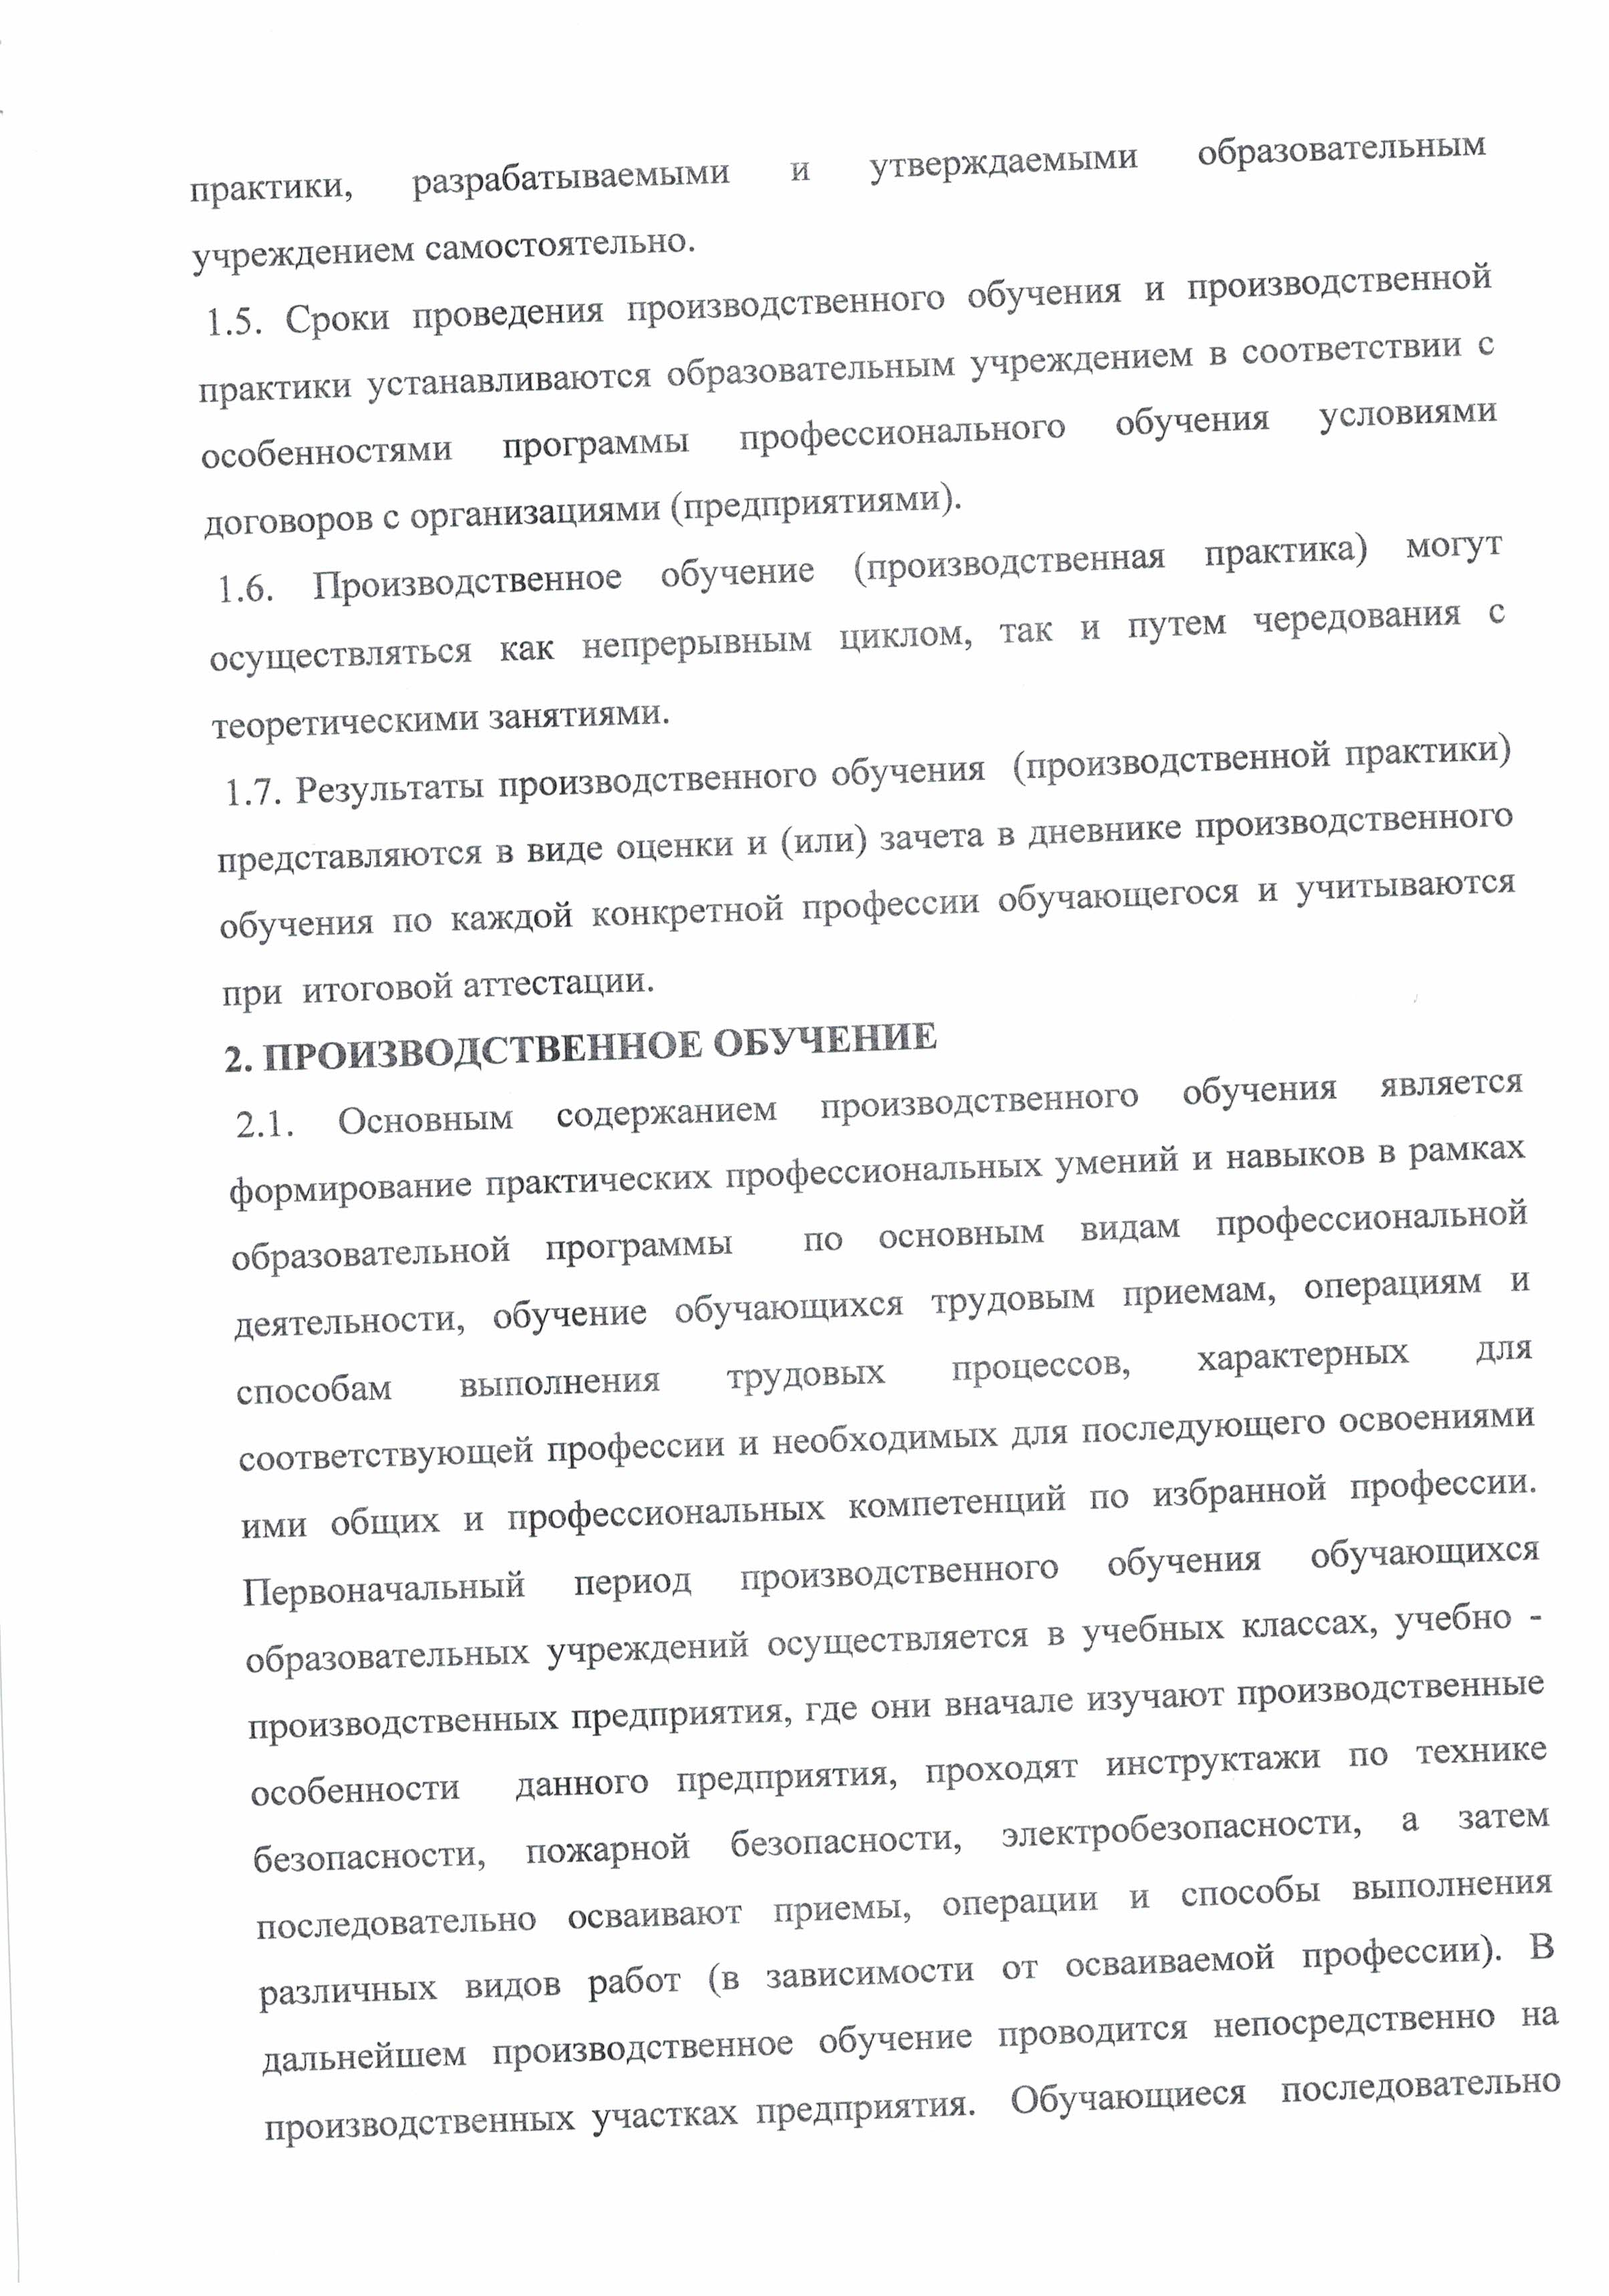 практики, разрабатываемыми и утверждаемыми образовательным
учреждением самостоятельно.
1.5. Сроки проведения производственного обучения и производственной
практики устанавливаются образовательным учреждением в соответствии с
особенностями программы профессионального обучения условиями
договоров с организациями (предприятиями).
1.6. Производственное обучение (производственная практика) могут
осуществляться как непрерывным циклом, так и путем чередования с
теоретическими занятиями.
1.7. Результаты производственного обучения (производственной практики)
представляются в виде оценки и (или) зачета в дневнике производственного
обучения по каждой конкретной профессии обучающегося и учитываются
при итоговой аттестации.
2. ПРОИЗВОДСТВЕННОЕ ОБУЧЕНИЕ
2.1. Основным содержанием производственного обучения является
формирование практических профессиональных умений и навыков в рамках
образовательной программы по основным видам профессиональной
деятельности, обучение обучающихся трудовым приемам, операциям и
способам выполнения трудовых процессов, характерных для
соответствующей профессии и необходимых для последующего освоениями
ими общих и профессиональных компетенций по избранной профессии.
Первоначальный период производственного обучения обучающихся
образовательных учреждений осуществляется в учебных классах, учебно -
производственных предприятия, где они вначале изучают производственные
особенности данного предприятия, проходят инструктажи по технике
безопасности, пожарной безопасности, электробезопасности, а затем
последовательно осваивают приемы, операции и способы выполнения
различных видов работ (в зависимости от осваиваемой профессии). В
дальнейшем производственное обучение проводится непосредственно на
производственных участках предприятия. Обучающиеся последовательно